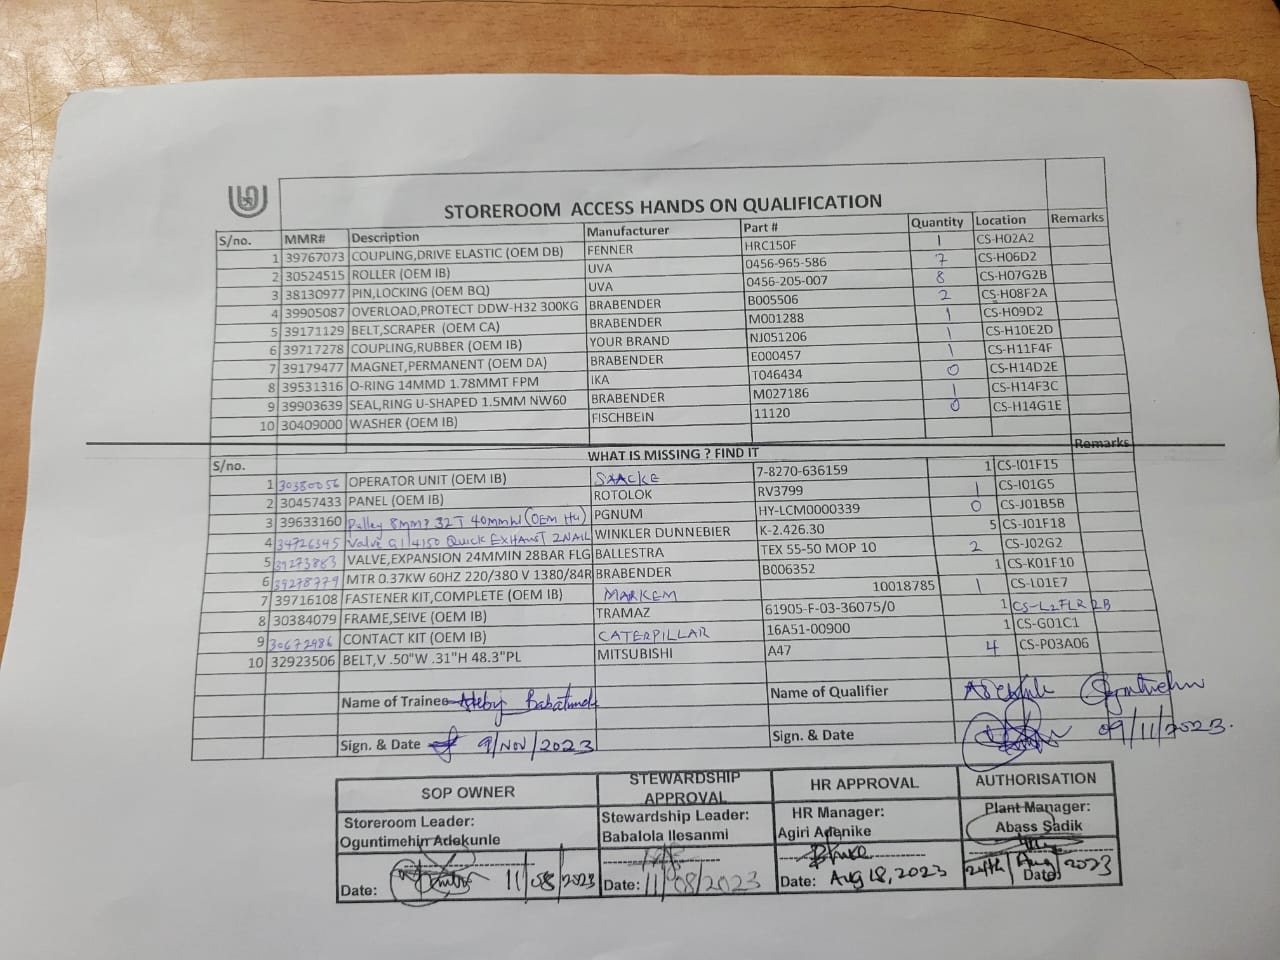 STOREROOM ACCESS HANDS ON QUALIFICATION
S/no. MMR# Description Manufacturer Part # Quantity Location Remarks
1 39767073 COUPLING,DRIVE ELASTIC (OEM DB) FENNER HRC150F 1 CS-H02A2
2 30524515 ROLLER (OEM IB) UVA 0456-965-586 7 CS-H06D2
3 38130977 PIN,LOCKING (OEM BQ) UVA 0456-205-007 8 CS-H07G2B
4 39905087 OVERLOAD,PROTECT DDW-H32 300KG BRABENDER B005506 2 CS-H08F2A
5 39171129 BELT,SCRAPER (OEM CA) BRABENDER M001288 1 CS-H09D2
6 39717278 COUPLING,RUBBER (OEM IB) YOUR BRAND NJ051206 1 CS-H10E2D
7 39179477 MAGNET,PERMANENT (OEM DA) BRABENDER E000457 1 CS-H11F4F
8 39531316 O-RING 14MMD 1.78MMT FPM IKA T046434 0 CS-H14D2E
9 39903639 SEAL,RING U-SHAPED 1.5MM NW60 BRABENDER M027186 1 CS-H14F3C
10 30409000 WASHER (OEM IB) FISCHBEIN 11120 0 CS-H14G1E
S/no. WHAT IS MISSING ? FIND IT Remarks
1 30380056 OPERATOR UNIT (OEM IB) SAACKE 7-8270-636159 1 CS-I01F15
2 30457433 PANEL (OEM IB) ROTOLOK RV3799 1 CS-I01G5
3 39633160 Pulley 8mmP 32T 40mmW (OEM Hu) PGNUM HY-LCM0000339 0 CS-J01B5B
4 34726345 Valve G1/4150 Quick EXHAUST 2NAIL WINKLER DUNNEBIER K-2.426.30 5 CS-J01F18
5 39273883 VALVE,EXPANSION 24MMIN 28BAR FLG BALLESTRA TEX 55-50 MOP 10 2 CS-J02G2
6 39278779 MTR 0.37KW 60HZ 220/380 V 1380/84R BRABENDER B006352 1 CS-K01F10
7 39716108 FASTENER KIT,COMPLETE (OEM IB) MARKEM 10018785 1 CS-L01E7
8 30384079 FRAME,SEIVE (OEM IB) TRAMAZ 61905-F-03-36075/0 1 CS-L2FLR2B
9 30672986 CONTACT KIT (OEM IB) CATERPILLAR 16A51-00900 1 CS-G01C1
10 32923506 BELT,V .50"W .31"H 48.3"PL MITSUBISHI A47 4 CS-P03A06
Name of Trainee Babatunde Name of Qualifier Adekunle Oguntimehin
Sign. & Date 9/NOV/2023 Sign. & Date 09/11/2023.
SOP OWNER STEWARDSHIP APPROVAL HR APPROVAL AUTHORISATION
Storeroom Leader: Stewardship Leader: HR Manager: Plant Manager:
Oguntimehin Adekunle Babalola Ilesanmi Agiri Adenike Abass Sadik
Date: 11/08/2023 Date: 11/08/2023 Date: Aug 18, 2023 24th/Aug/2023 Date: